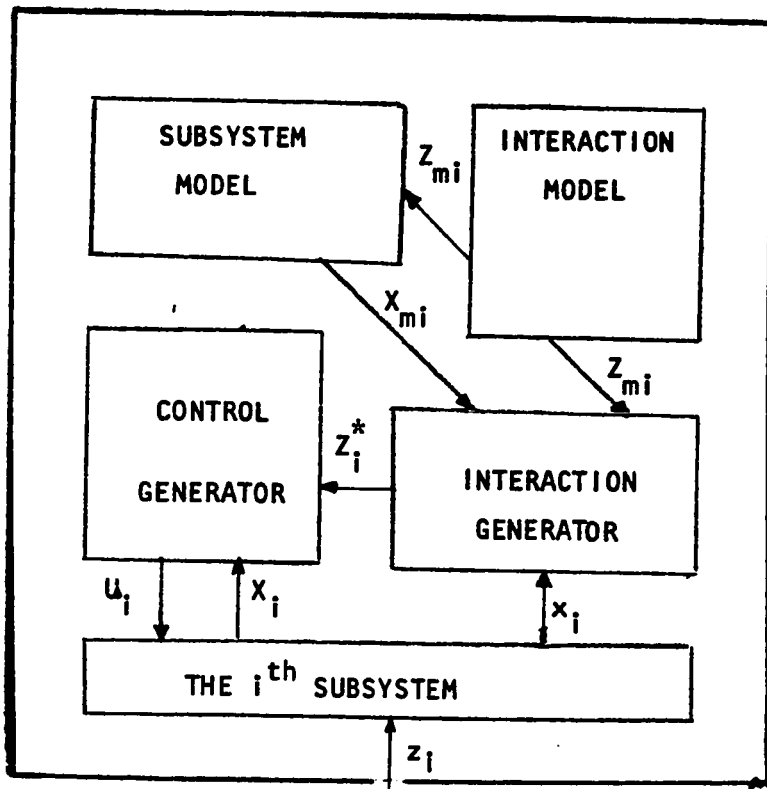 SUBSYSTEM
MODEL
INTERACTION
MODEL
Z_mi
X_mi
Z_mi
CONTROL
GENERATOR
Z_i^*
INTERACTION
GENERATOR
u_i
X_i
x_i
THE i^th SUBSYSTEM
z_i